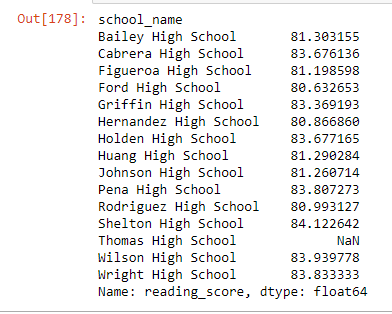 Out[178]: school_name
Bailey High School 81.303155
Cabrera High School 83.676136
Figueroa High School 81.198598
Ford High School 80.632653
Griffin High School 83.369193
Hernandez High School 80.866860
Holden High School 83.677165
Huang High School 81.290284
Johnson High School 81.260714
Pena High School 83.807273
Rodriguez High School 80.993127
Shelton High School 84.122642
Thomas High School NaN
Wilson High School 83.939778
Wright High School 83.833333
Name: reading_score, dtype: float64